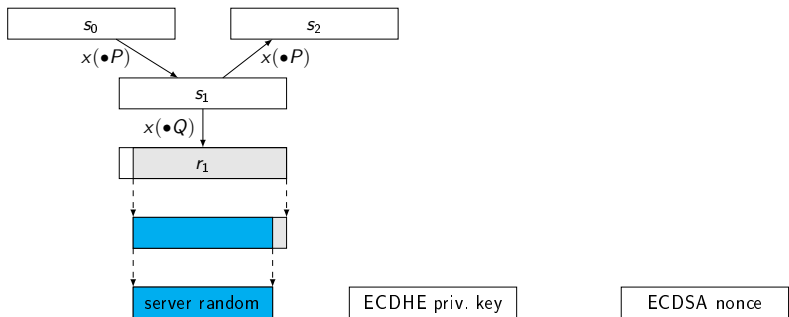 s₀ s₂
x(•P) x(•P)
s₁
x(•Q)
r₁
server random ECDHE priv. key ECDSA nonce